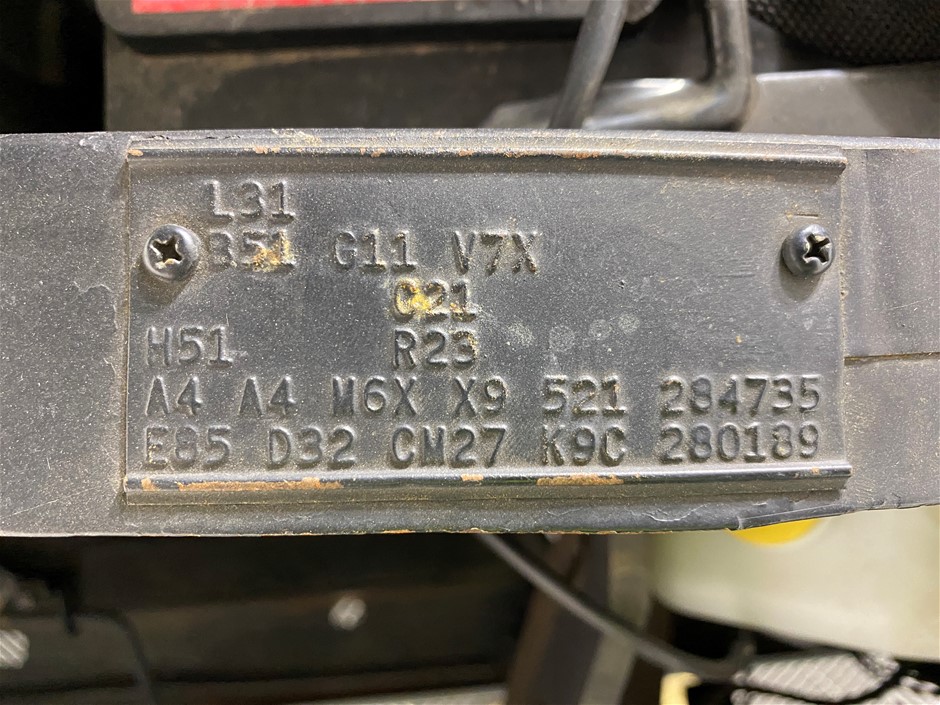 L31
B51 G11 V7X
C21
H51 R23
A4 A4 M6X X9 521 284735
E85 D32 CM27 K9C 280189